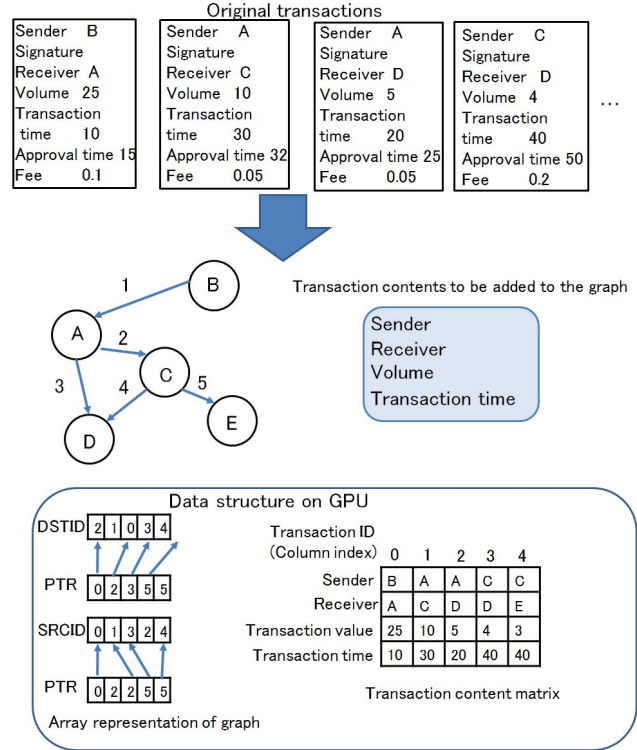 Original transactions
Sender B
Signature
Receiver A
Volume 25
Transaction
time 10
Approval time 15
Fee 0.1
Sender A
Signature
Receiver C
Volume 10
Transaction
time 30
Approval time 32
Fee 0.05
Sender A
Signature
Receiver D
Volume 5
Transaction
time 20
Approval time 25
Fee 0.05
Sender C
Signature
Receiver D
Volume 4
Transaction
time 40
Approval time 50
Fee 0.2
...
1
B
A
2
C
3
4
5
D
E
Transaction contents to be added to the graph
Sender
Receiver
Volume
Transaction time
Data structure on GPU
DSTID 2 1 0 3 4
PTR 0 2 3 5 5
SRCID 0 1 3 2 4
PTR 0 2 2 5 5
Array representation of graph
Transaction ID
(Column index) 0 1 2 3 4
Sender B A A C C
Receiver A C D D E
Transaction value 25 10 5 4 3
Transaction time 10 30 20 40 40
Transaction content matrix